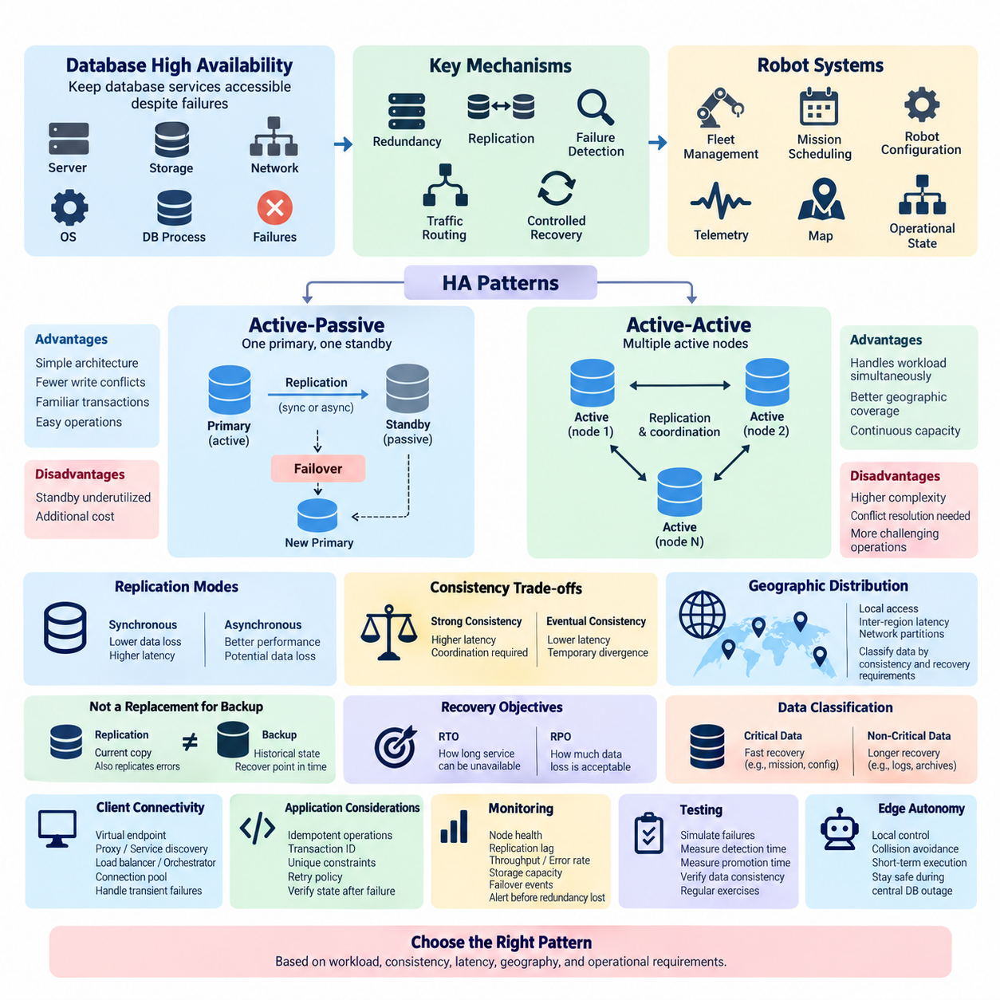 Database High Availability
Keep database services accessible
despite failures
Server
Storage
Network
OS
DB Process
Failures
Key Mechanisms
Redundancy
Replication
Failure
Detection
Traffic
Routing
Controlled
Recovery
Robot Systems
Fleet
Management
Mission
Scheduling
Robot
Configuration
Telemetry
Map
Operational
State
HA Patterns
Advantages
Simple architecture
Fewer write conflicts
Familiar transactions
Easy operations
Disadvantages
Standby underutilized
Additional cost
Active-Passive
One primary, one standby
Replication
(sync or async)
Primary
(active)
Standby
(passive)
Failover
New Primary
Active-Active
Multiple active nodes
Active
(node 1)
Replication
& coordination
Active
(node 2)
Active
(node N)
Advantages
Handles workload
simultaneously
Better geographic
coverage
Continuous capacity
Disadvantages
Higher complexity
Conflict resolution needed
More challenging
operations
Replication Modes
Synchronous
Lower data loss
Higher latency
Asynchronous
Better performance
Potential data loss
Consistency Trade-offs
Strong Consistency
Higher latency
Coordination required
Eventual Consistency
Lower latency
Temporary divergence
Geographic Distribution
Local access
Inter-region latency
Network partitions
Classify data by
consistency and recovery
requirements
Not a Replacement for Backup
Replication
Current copy
Also replicates errors
≠
Backup
Historical state
Recover point in time
Recovery Objectives
RTO
How long service
can be unavailable
RPO
How much data
loss is acceptable
Data Classification
Critical Data
Fast recovery
(e.g., mission, config)
Non-Critical Data
Longer recovery
(e.g., logs, archives)
Client Connectivity
Virtual endpoint
Proxy / Service discovery
Load balancer / Orchestrator
Connection pool
Handle transient failures
Application Considerations
Idempotent operations
Transaction ID
Unique constraints
Retry policy
Verify state after failure
Monitoring
Node health
Replication lag
Throughput / Error rate
Storage capacity
Failover events
Alert before redundancy lost
Testing
Simulate failures
Measure detection time
Measure promotion time
Verify data consistency
Regular exercises
Edge Autonomy
Local control
Collision avoidance
Short-term execution
Stay safe during
central DB outage
Choose the Right Pattern
Based on workload, consistency, latency, geography, and operational requirements.